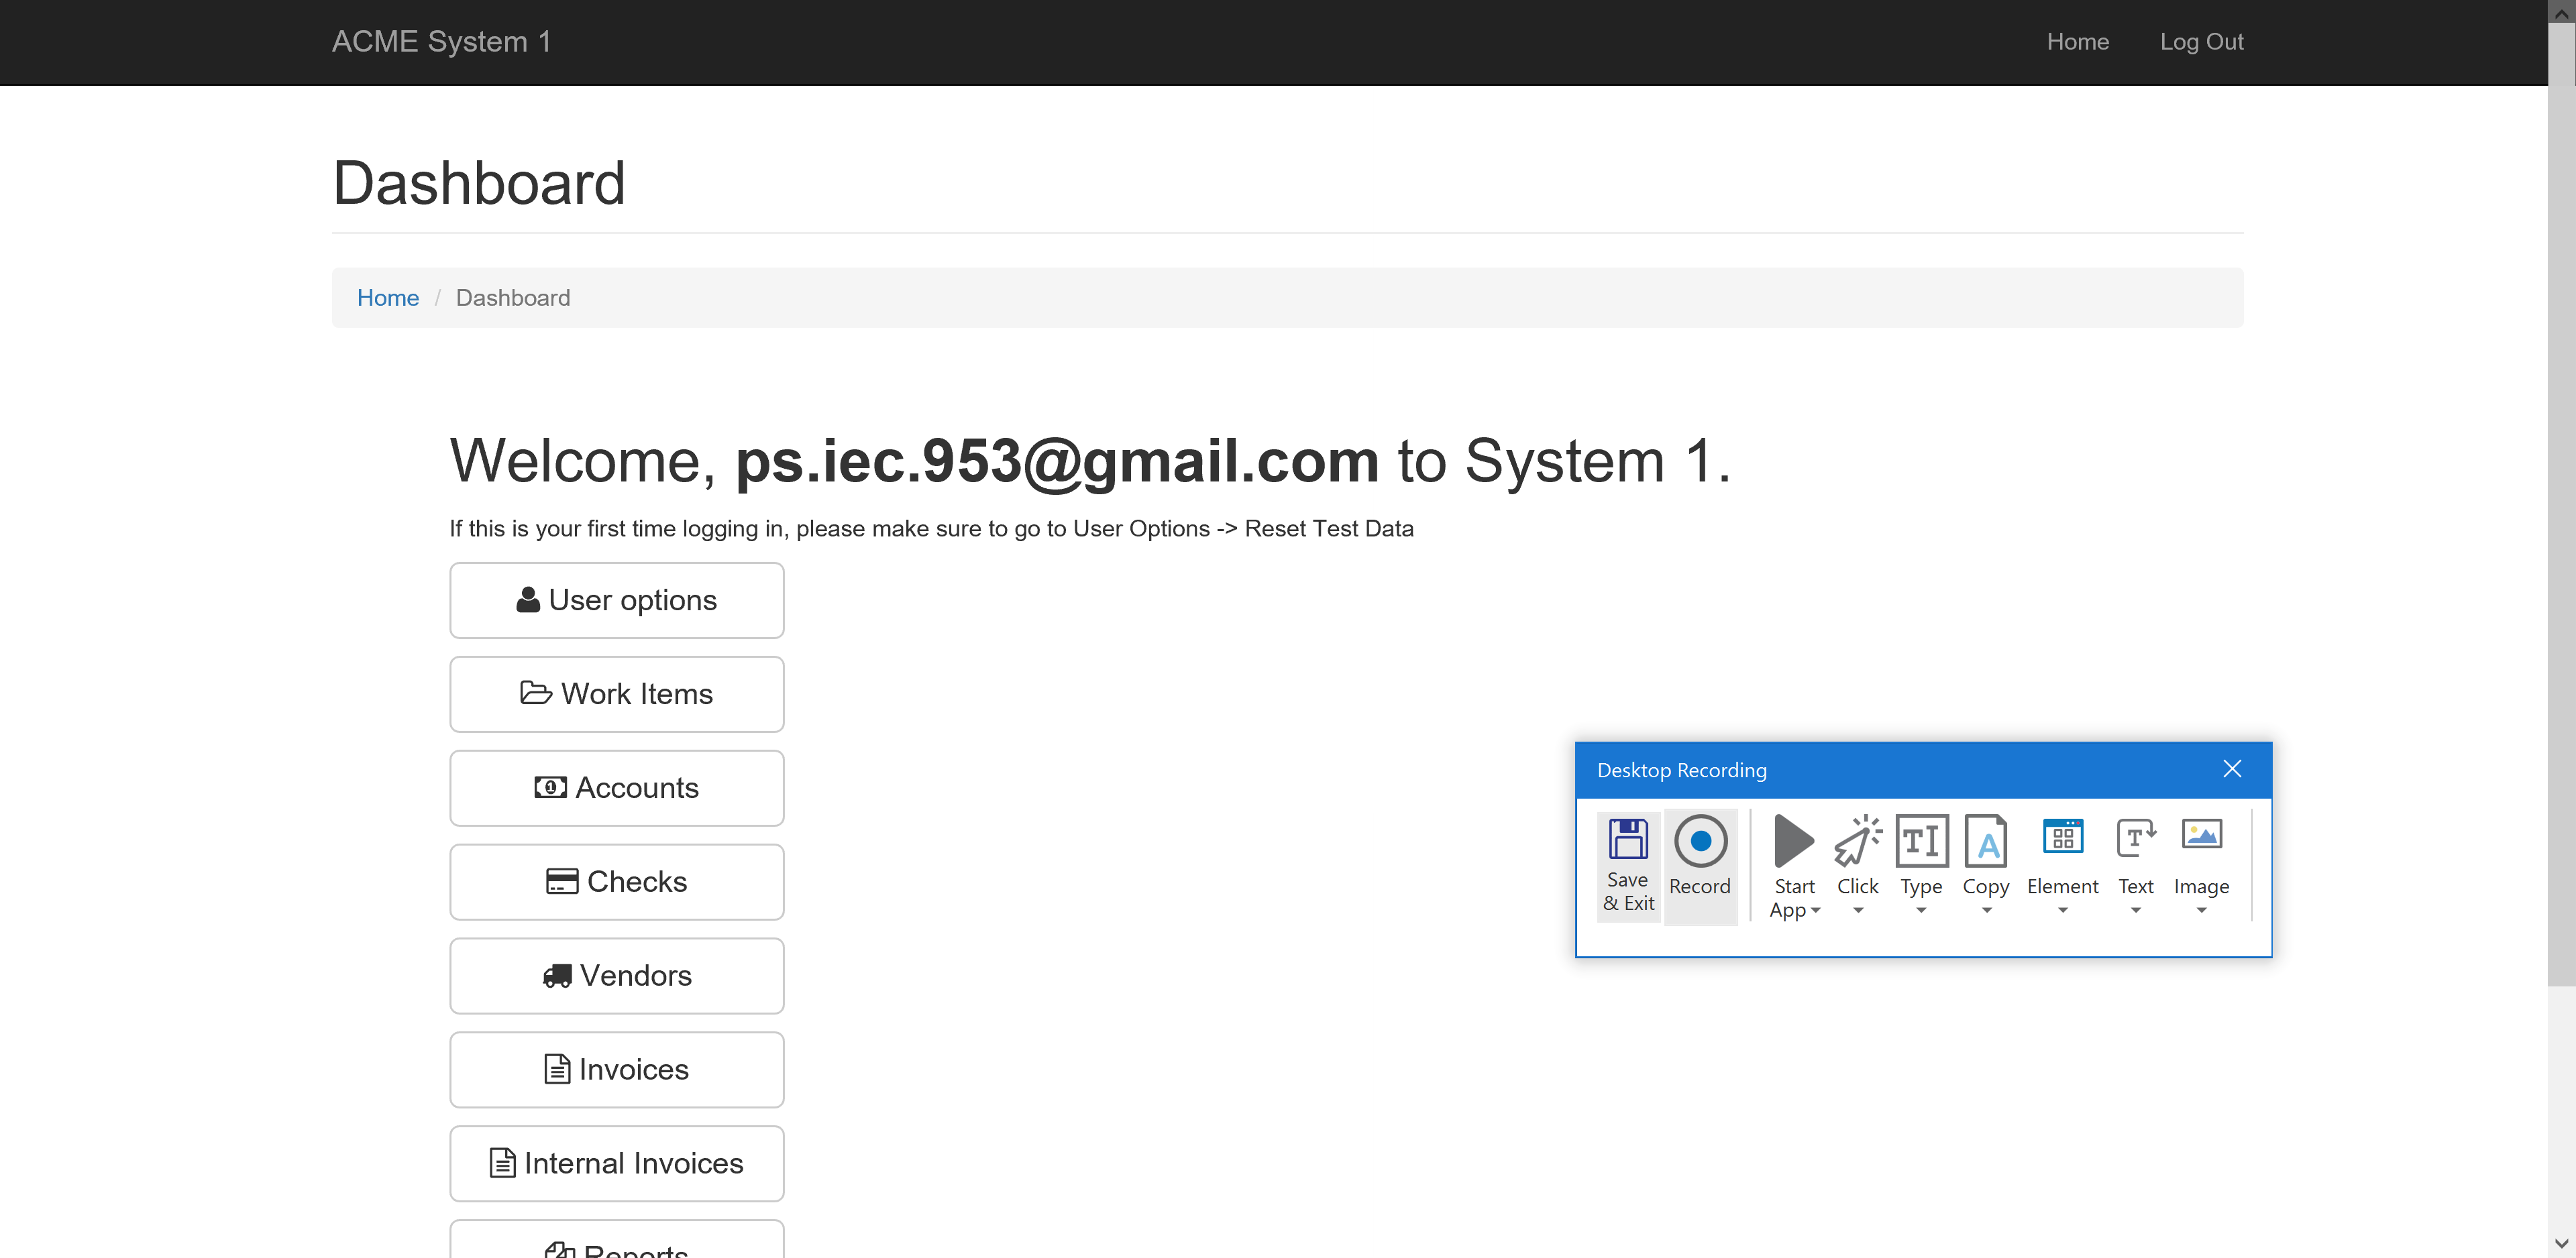 ACME System 1
Home
Log Out
Dashboard
Home / Dashboard
Welcome, ps.iec.953@gmail.com to System 1.
If this is your first time logging in, please make sure to go to User Options -> Reset Test Data
User options
Work Items
Accounts
Checks
Vendors
Invoices
Internal Invoices
Reports
Desktop Recording
Save & Exit
Record
Start App
Click
Type
Copy
Element
Text
Image